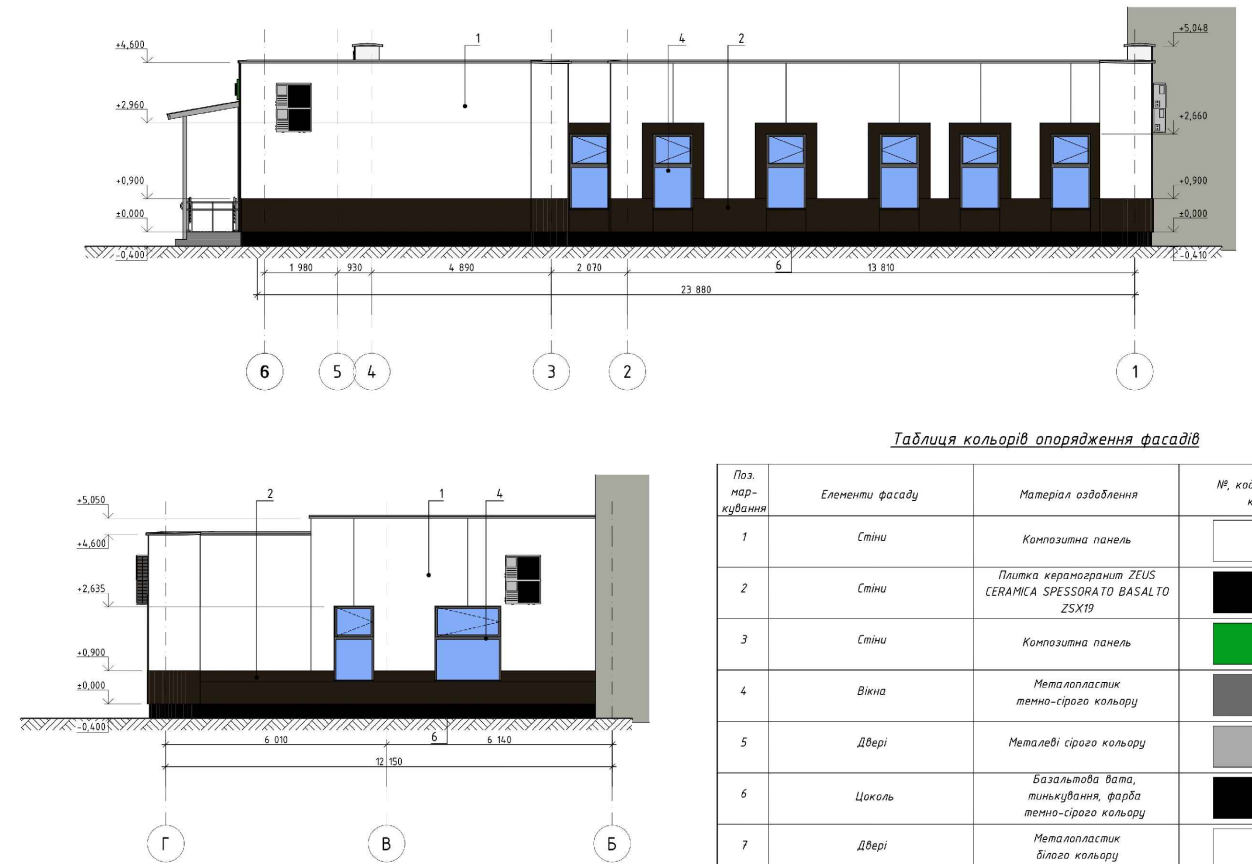 +4,600
1
4
2
+5,048
+2,960
+2,660
+0,900
+0,900
±0,000
±0,000
-0,400
-0,410
1 980
930
4 890
2 070
6
13 810
23 880
6
5
4
3
2
1
Таблиця кольорів опорядження фасадів
+5,050
2
1
4
+4,600
+2,635
+0,900
±0,000
-0,400
6 010
6
6 140
12 150
Г
В
Б
Поз.
мар-
кування
Елементи фасаду
Матеріал оздоблення
№, код
к
1
Стіни
Композитна панель
2
Стіни
Плитка керамогранит ZEUS
CERAMICA SPESSORATO BASALTO
ZSX19
3
Стіни
Композитна панель
4
Вікна
Металопластик
темно-сірого кольору
5
Двері
Металеві сірого кольору
6
Цоколь
Базальтова вата,
тинькування, фарба
темно-сірого кольору
7
Двері
Металопластик
білого кольору